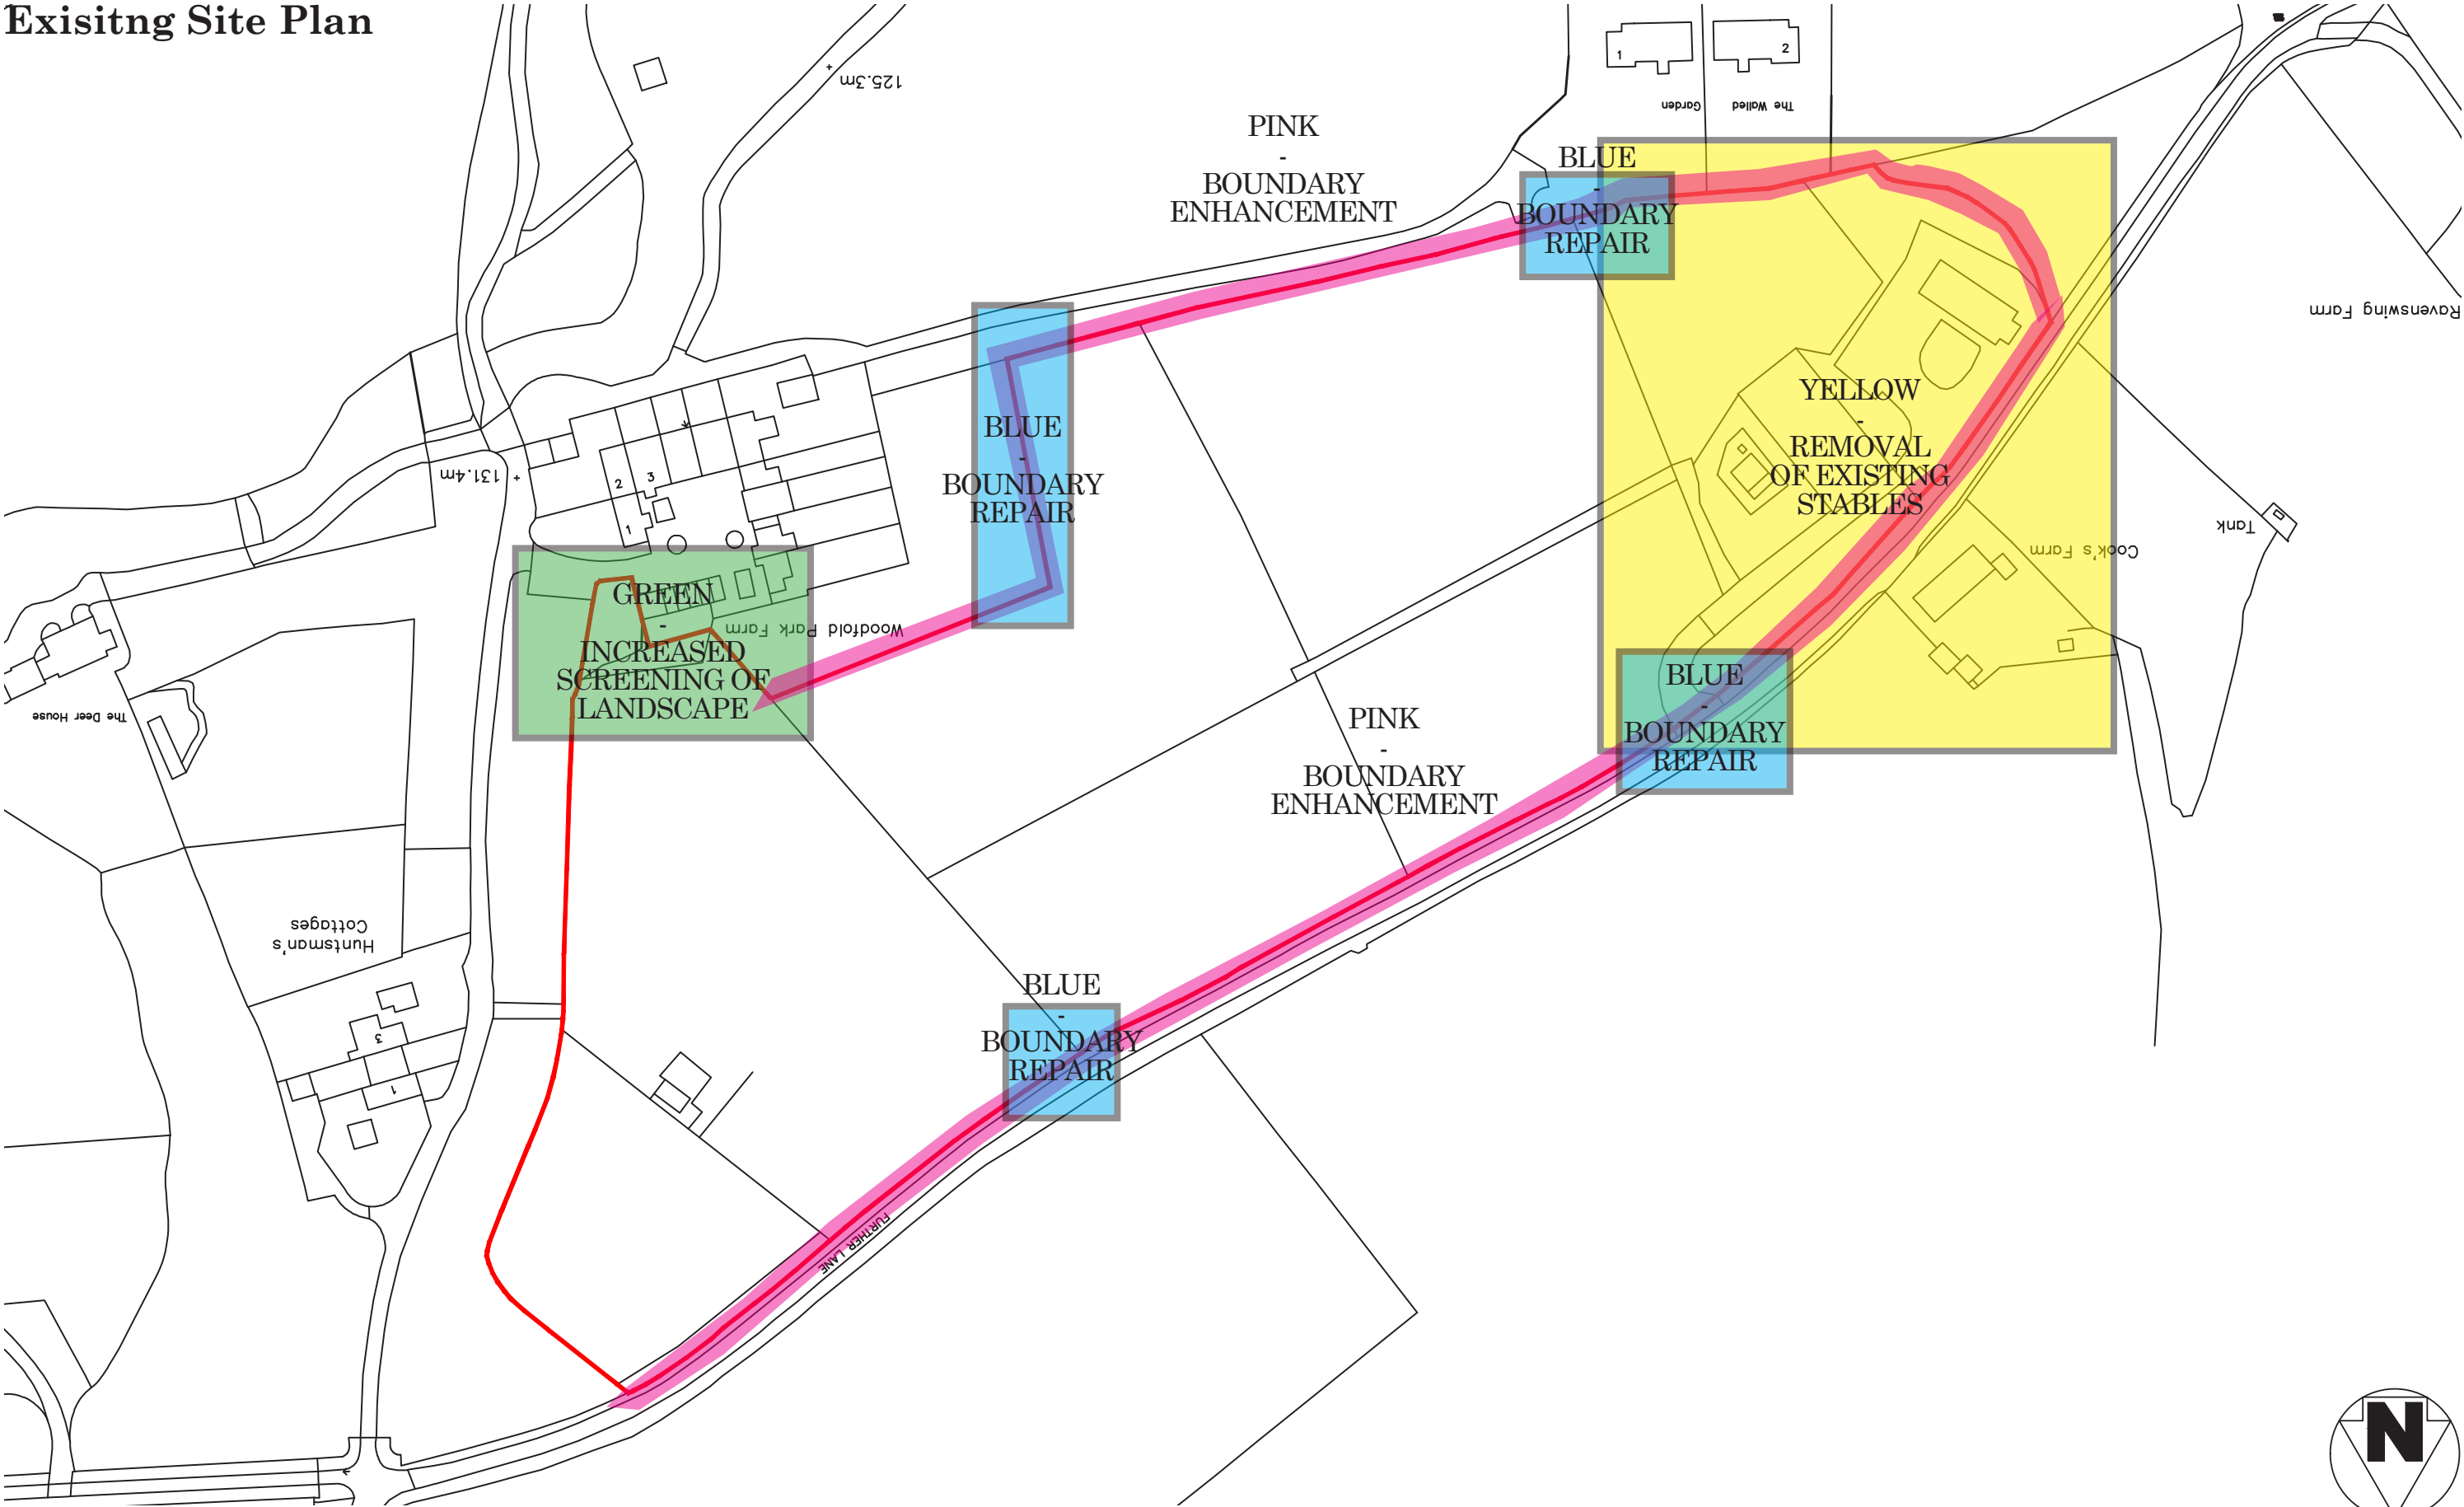 Exisitng Site Plan
125.3m
1
2
Garden
The Walled
PINK
-
BOUNDARY
ENHANCEMENT
BLUE
-
BOUNDARY
REPAIR
Ravenswing Farm
YELLOW
-
REMOVAL
OF EXISTING
STABLES
BLUE
-
BOUNDARY
REPAIR
131.4m
2
3
1
Tank
Cook's Farm
GREEN
-
INCREASED
SCREENING OF
LANDSCAPE
Woodfold Park Farm
The Deer House
BLUE
-
BOUNDARY
REPAIR
PINK
-
BOUNDARY
ENHANCEMENT
Huntsman's
Cottages
3
1
BLUE
-
BOUNDARY
REPAIR
FURTHER LANE
N